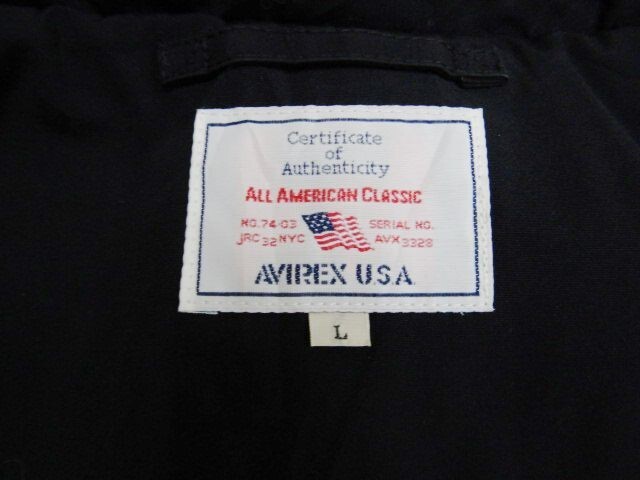 Certificate
of
Authenticity
ALL AMERICAN CLASSIC
NO. 74-03 SERIAL NO.
JRC 32 NYC AVX 3328
AVIREX U.S.A.
L